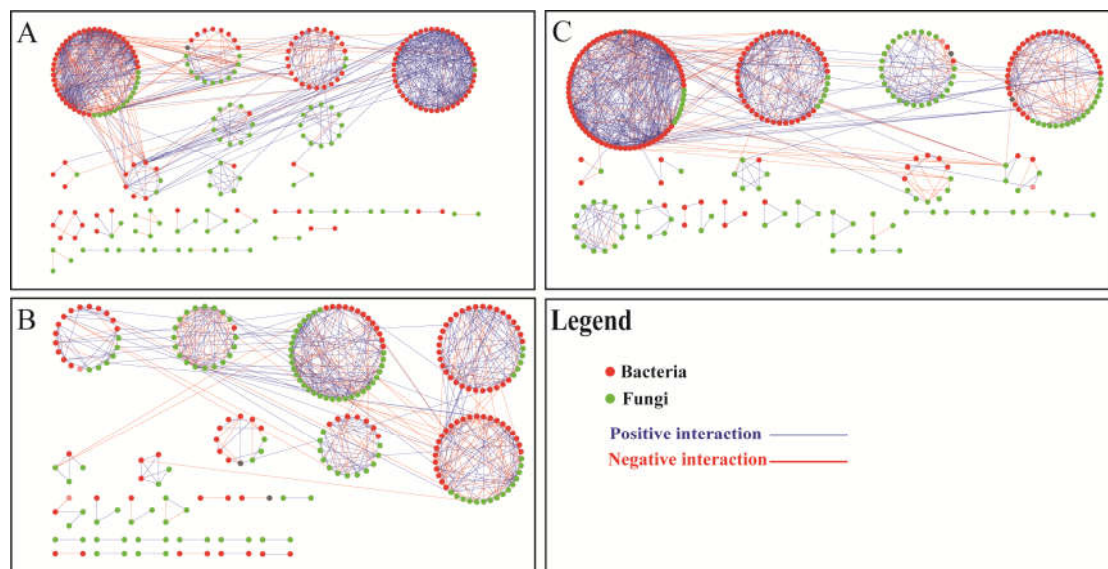 A
C
B
Legend
Bacteria
Fungi
Positive interaction
Negative interaction